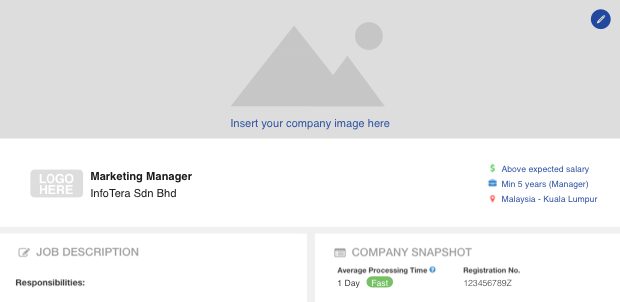 Insert your company image here
LOGO
HERE
Marketing Manager
InfoTera Sdn Bhd
$ Above expected salary
Min 5 years (Manager)
Malaysia - Kuala Lumpur
JOB DESCRIPTION
Responsibilities:
COMPANY SNAPSHOT
Average Processing Time ?
1 Day Fast
Registration No.
123456789Z